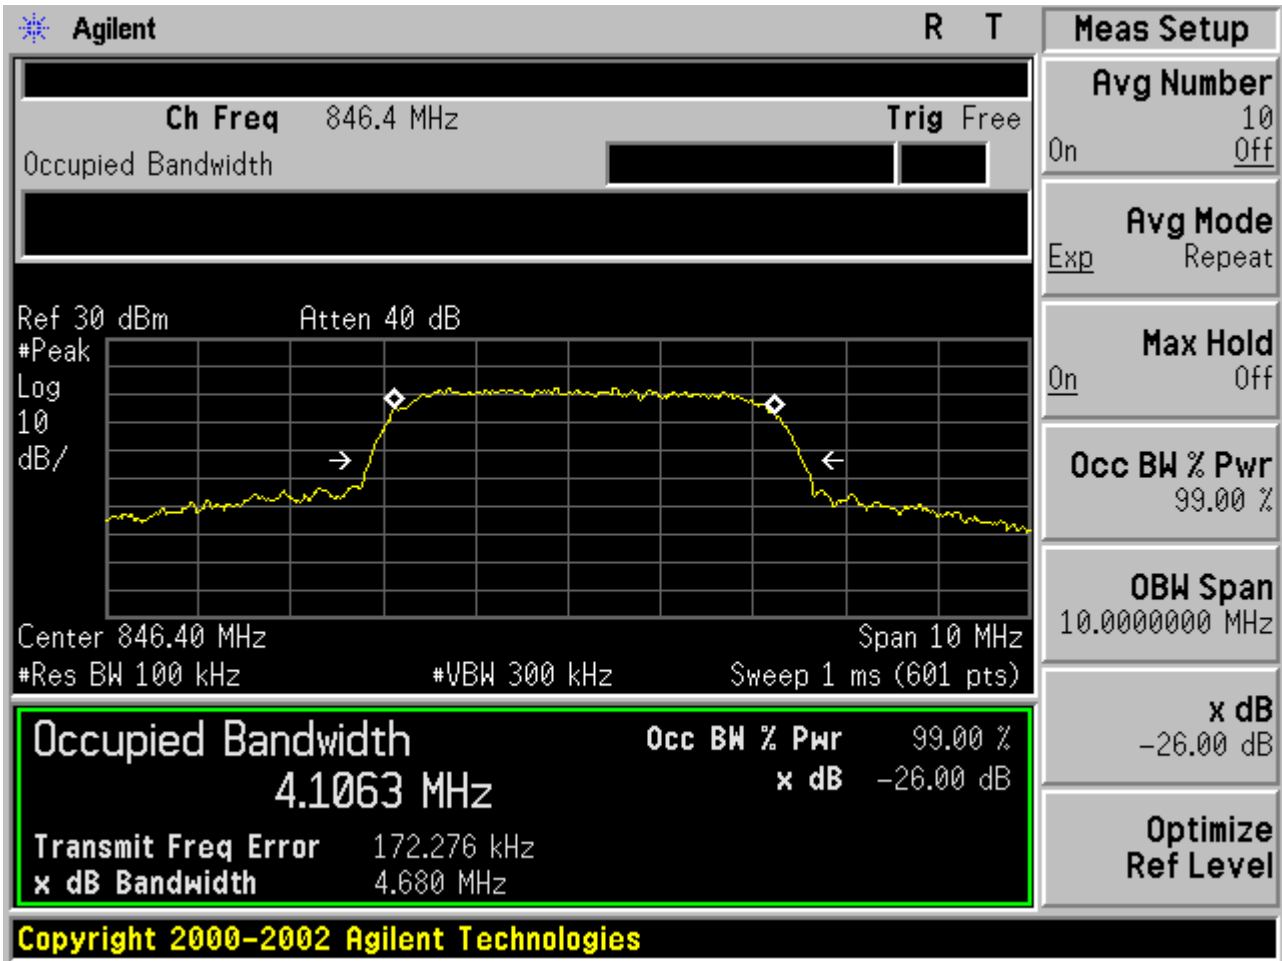 Agilent R T
Ch Freq 846.4 MHz Trig Free
Occupied Bandwidth
Ref 30 dBm Atten 40 dB
#Peak
Log
10
dB/
Center 846.40 MHz Span 10 MHz
#Res BW 100 kHz #VBW 300 kHz Sweep 1 ms (601 pts)
Occupied Bandwidth
4.1063 MHz
Occ BW % Pwr 99.00 %
x dB -26.00 dB
Transmit Freq Error 172.276 kHz
x dB Bandwidth 4.680 MHz
Copyright 2000-2002 Agilent Technologies
Meas Setup
Avg Number
10
On Off
Avg Mode
Exp Repeat
Max Hold
On Off
Occ BW % Pwr
99.00 %
OBW Span
10.0000000 MHz
x dB
-26.00 dB
Optimize
Ref Level